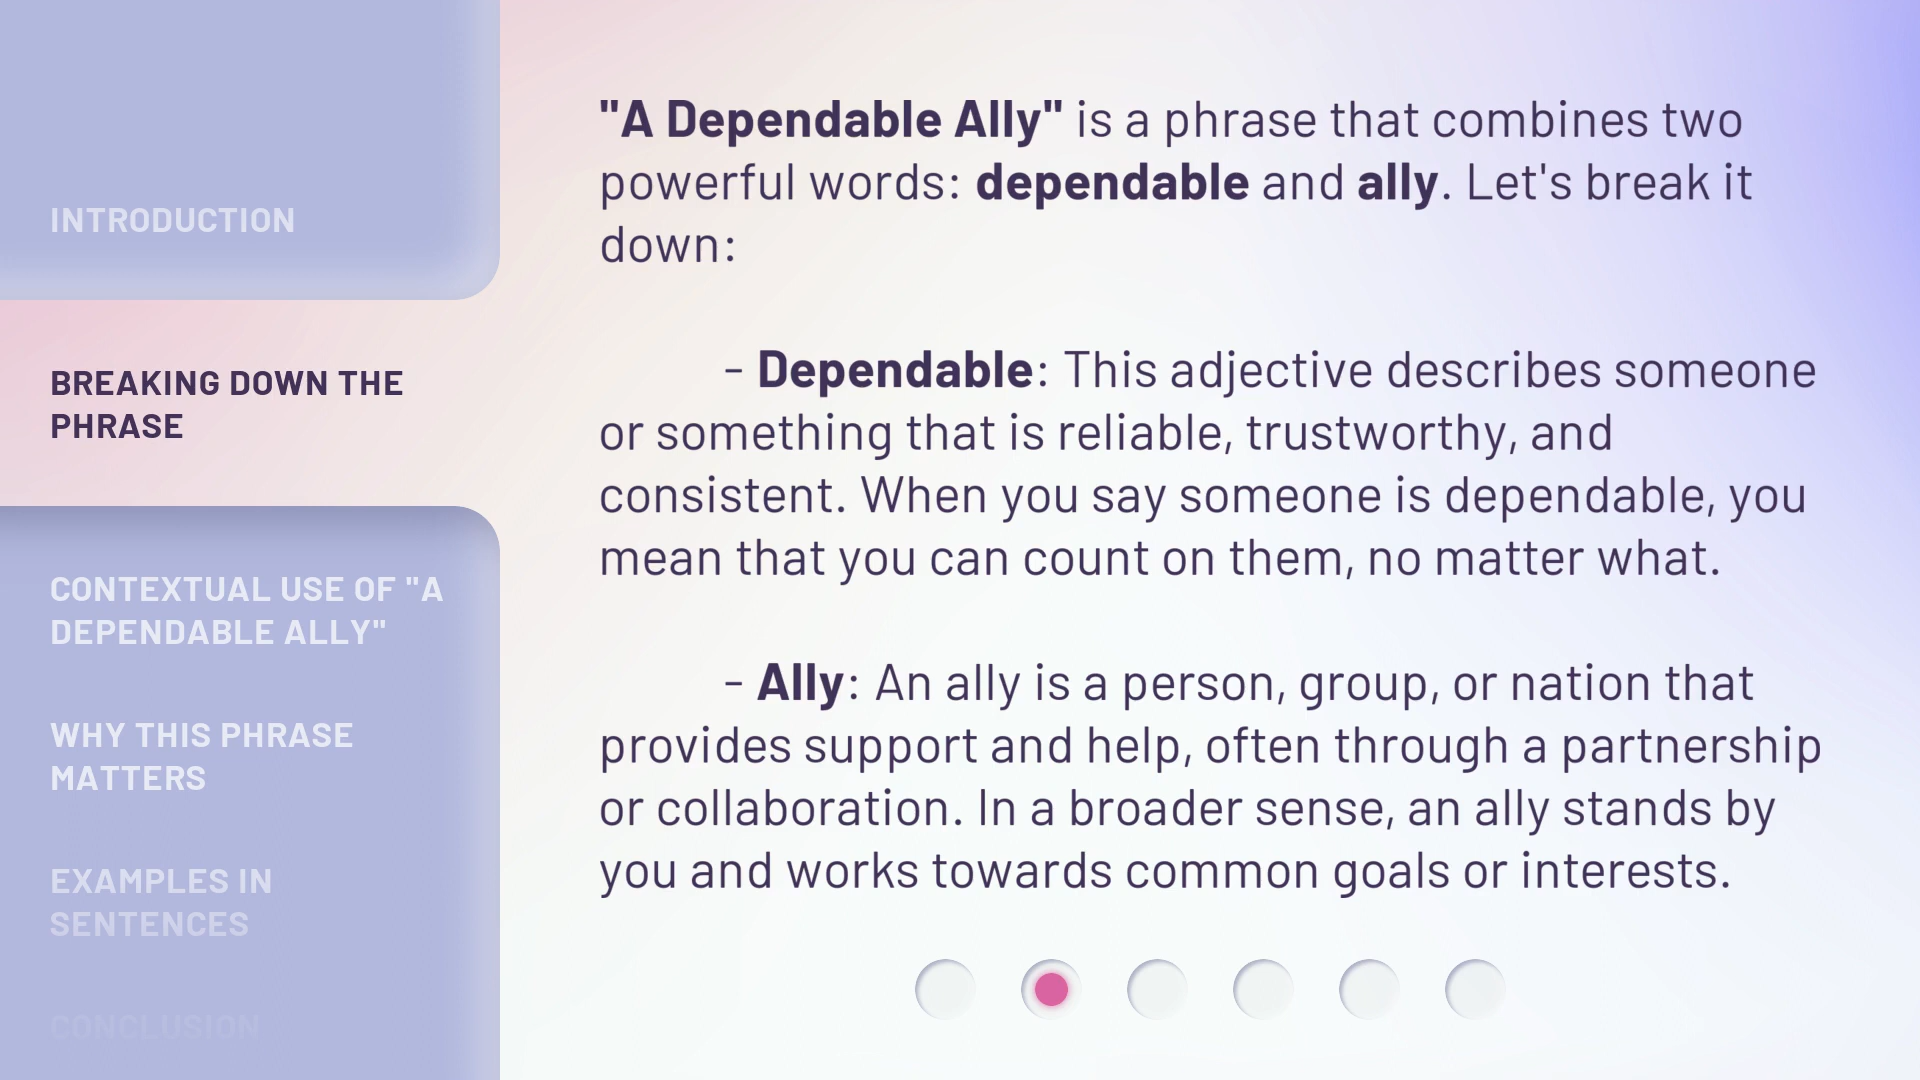 INTRODUCTION
BREAKING DOWN THE
PHRASE
CONTEXTUAL USE OF "A
DEPENDABLE ALLY"
WHY THIS PHRASE
MATTERS
EXAMPLES IN
SENTENCES
CONCLUSION
"A Dependable Ally" is a phrase that combines two
powerful words: dependable and ally. Let's break it
down:
- Dependable: This adjective describes someone
or something that is reliable, trustworthy, and
consistent. When you say someone is dependable, you
mean that you can count on them, no matter what.
- Ally: An ally is a person, group, or nation that
provides support and help, often through a partnership
or collaboration. In a broader sense, an ally stands by
you and works towards common goals or interests.